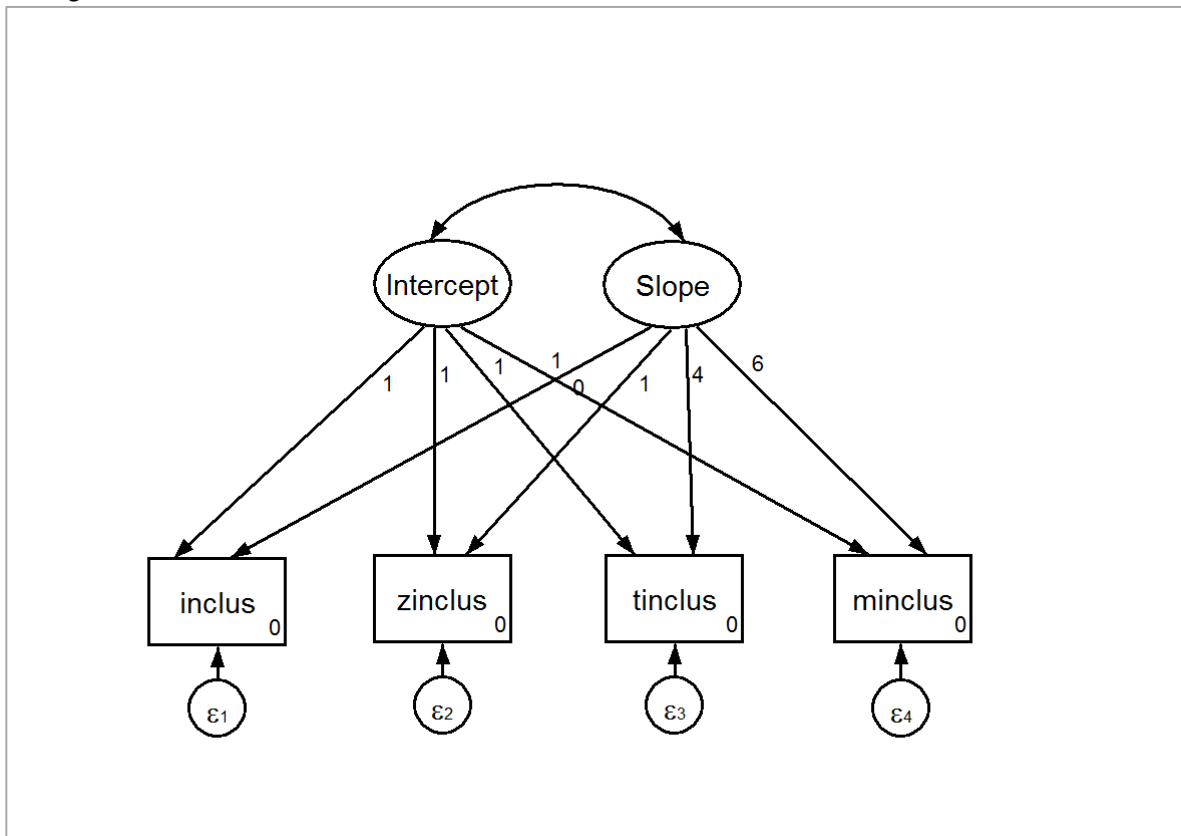 Intercept Slope
1 1 1 1 0 1 4 6
inclus zinclus tinclus minclus
0 0 0 0
ε1 ε2 ε3 ε4